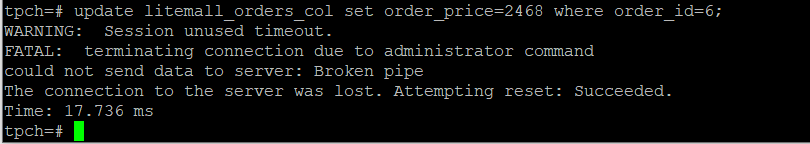 tpch=# update litemall_orders_col set order_price=2468 where order_id=6;
WARNING:  Session unused timeout.
FATAL:  terminating connection due to administrator command
could not send data to server: Broken pipe
The connection to the server was lost. Attempting reset: Succeeded.
Time: 17.736 ms
tpch=#